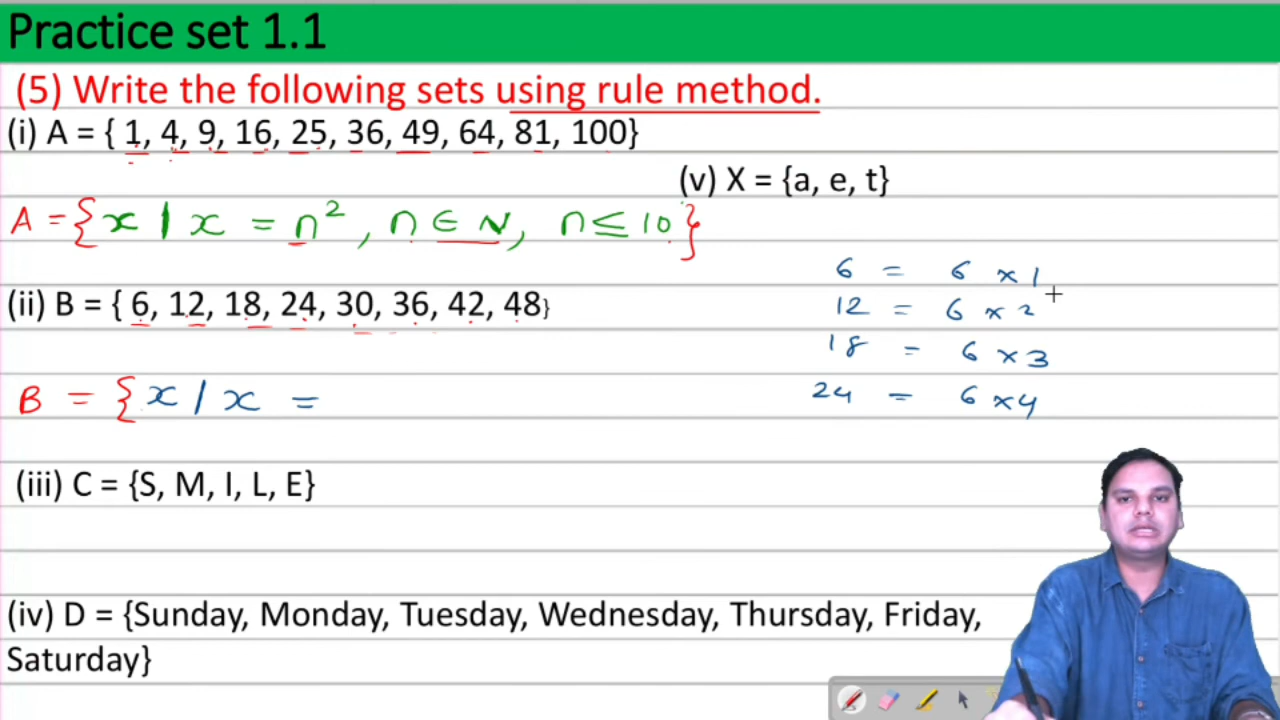 Practice set 1.1
(5) Write the following sets using rule method.
(i) A = { 1, 4, 9, 16, 25, 36, 49, 64, 81, 100}
(v) X = {a, e, t}
A = { x / x = n², n ∈ N, n ≤ 10 }
6 = 6 × 1
(ii) B = { 6, 12, 18, 24, 30, 36, 42, 48}
12 = 6 × 2
18 = 6 × 3
B = { x / x =
24 = 6 × 4
(iii) C = {S, M, I, L, E}
(iv) D = {Sunday, Monday, Tuesday, Wednesday, Thursday, Friday,
Saturday}